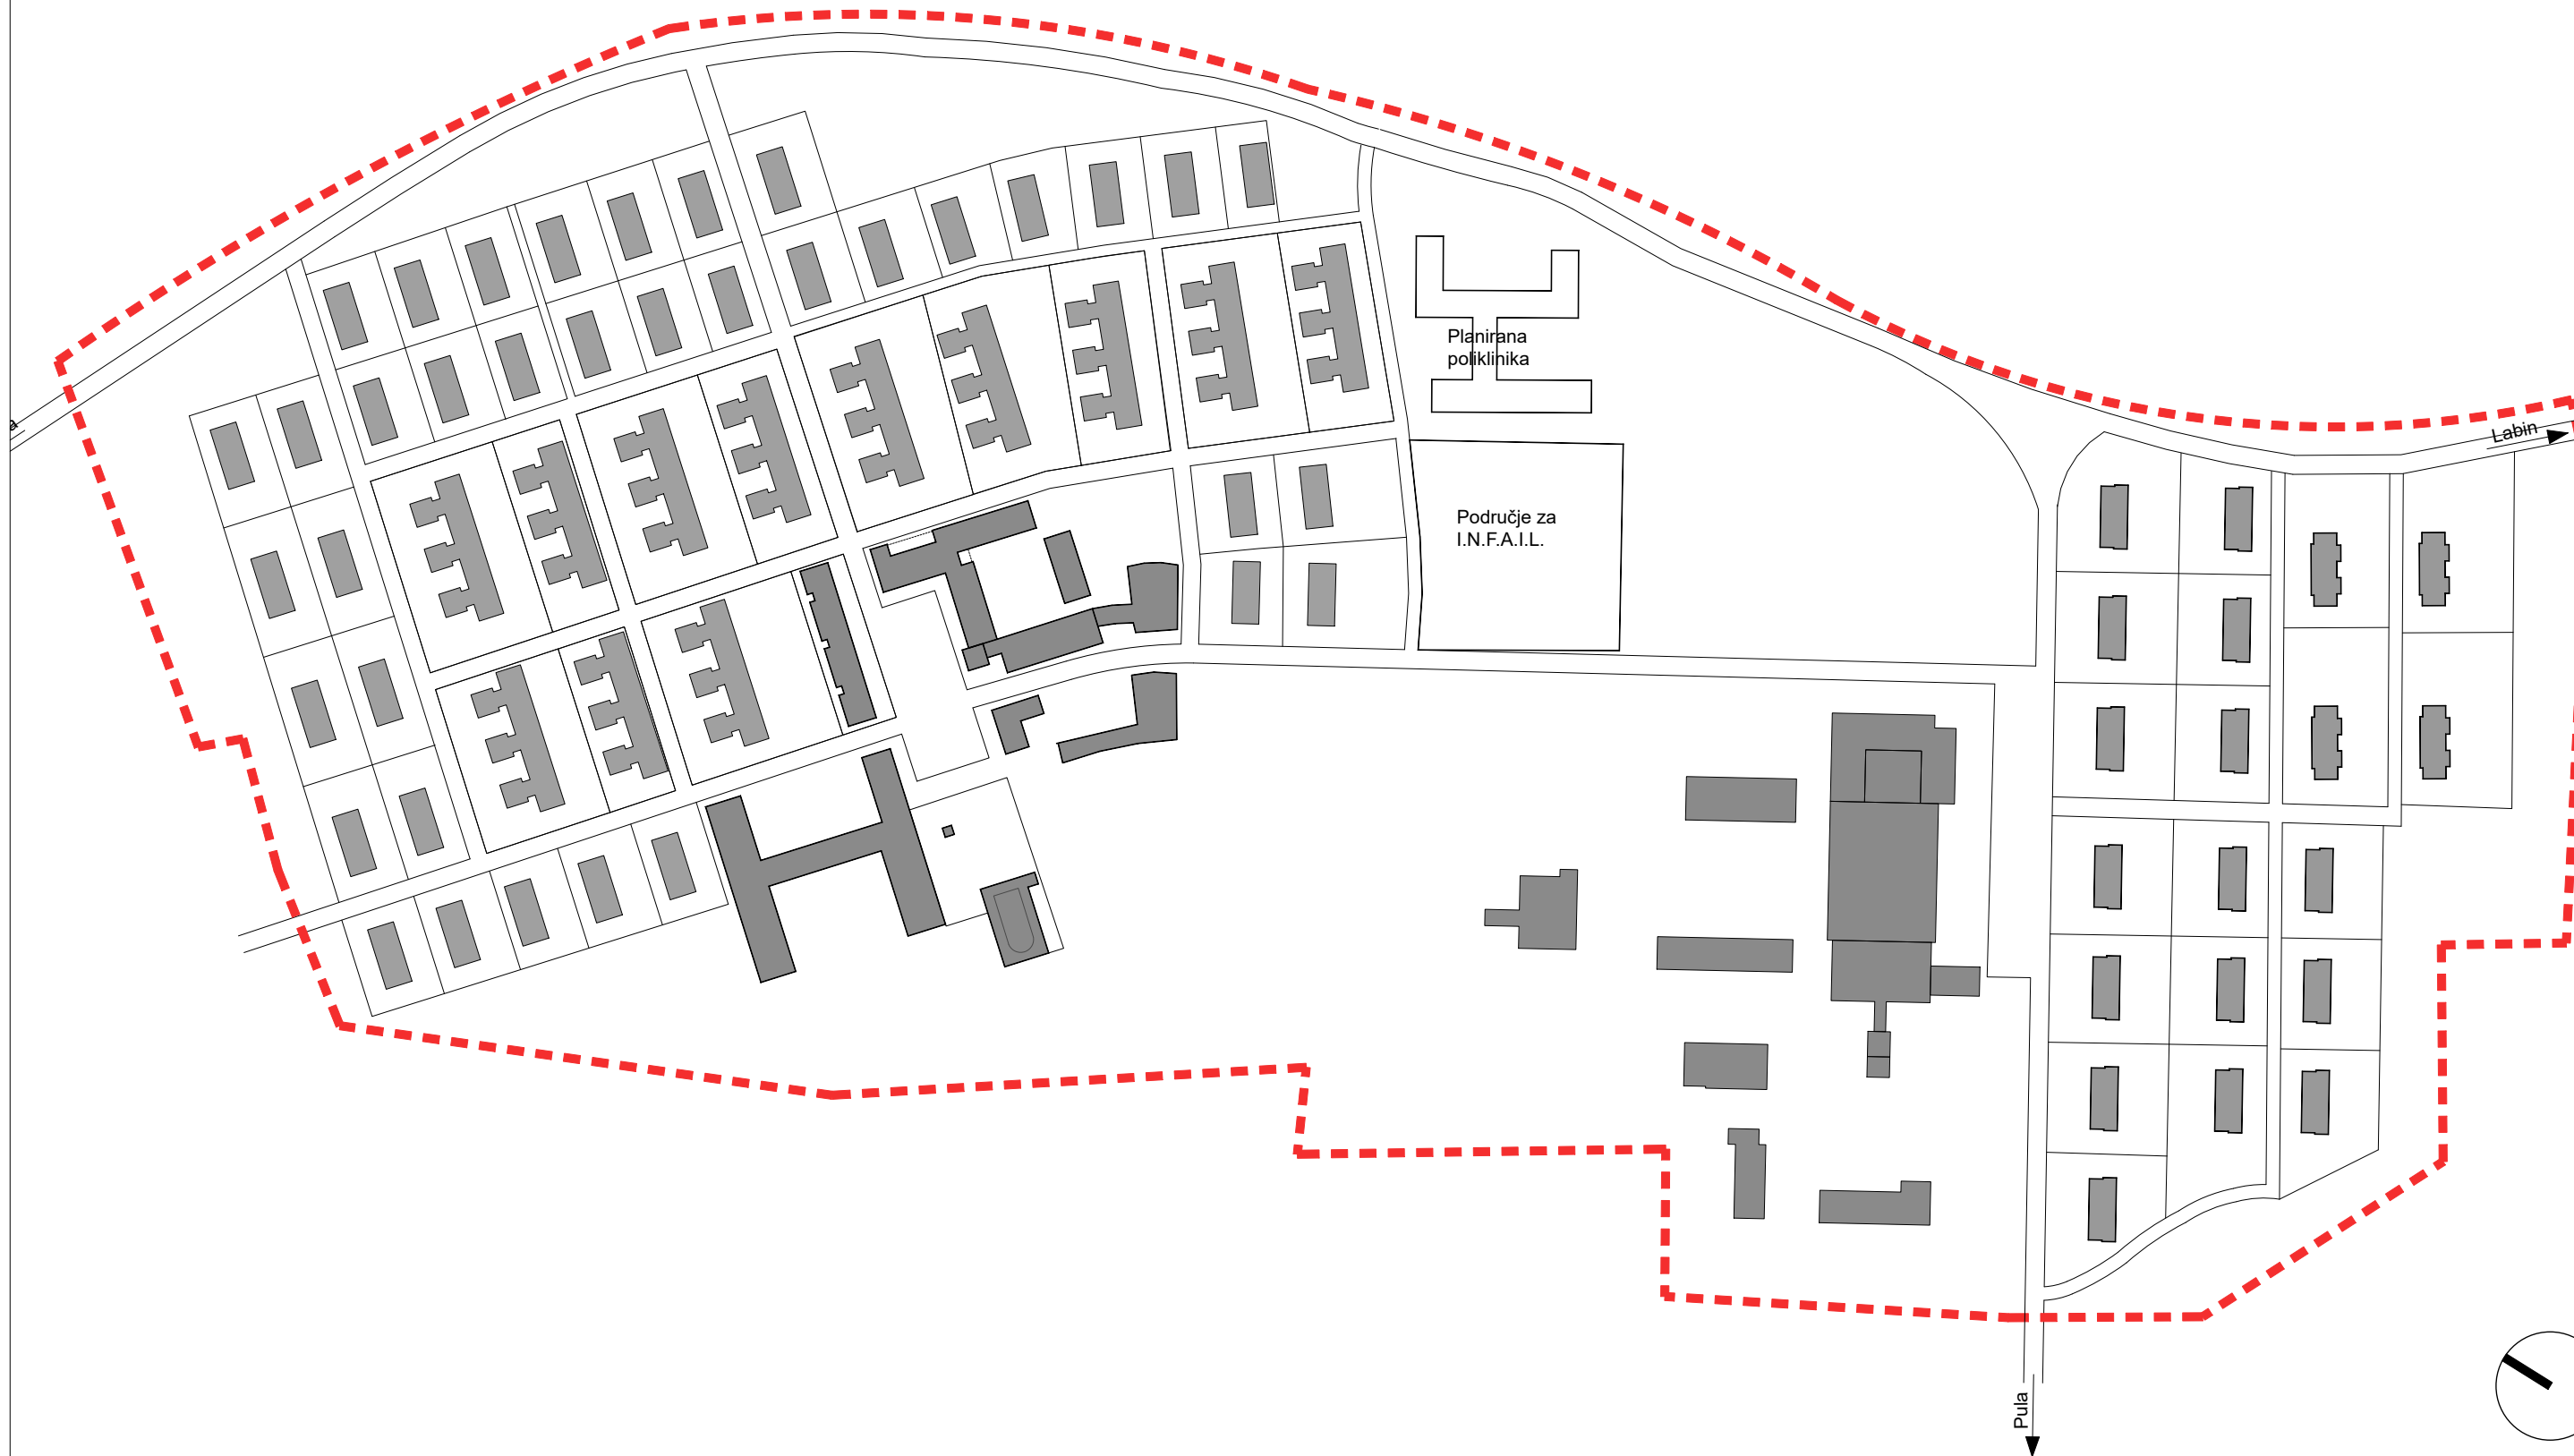 Planirana
poliklinika
Labin
Područje za
I.N.F.A.I.L.
Pula